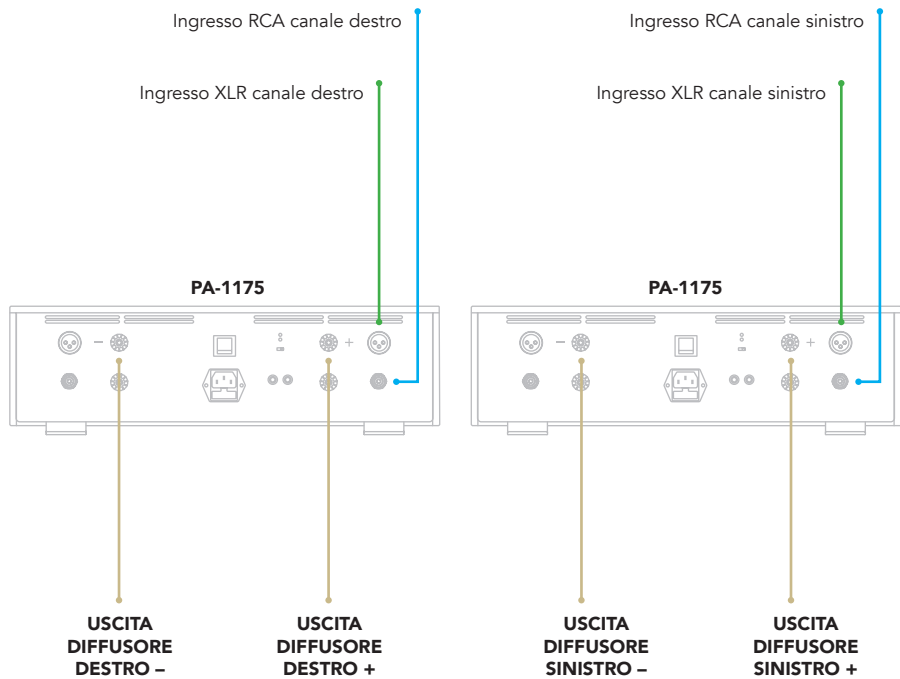 Ingresso RCA canale destro
Ingresso XLR canale destro
PA-1175
− +
USCITA
DIFFUSORE
DESTRO –
USCITA
DIFFUSORE
DESTRO +
Ingresso RCA canale sinistro
Ingresso XLR canale sinistro
PA-1175
− +
USCITA
DIFFUSORE
SINISTRO –
USCITA
DIFFUSORE
SINISTRO +